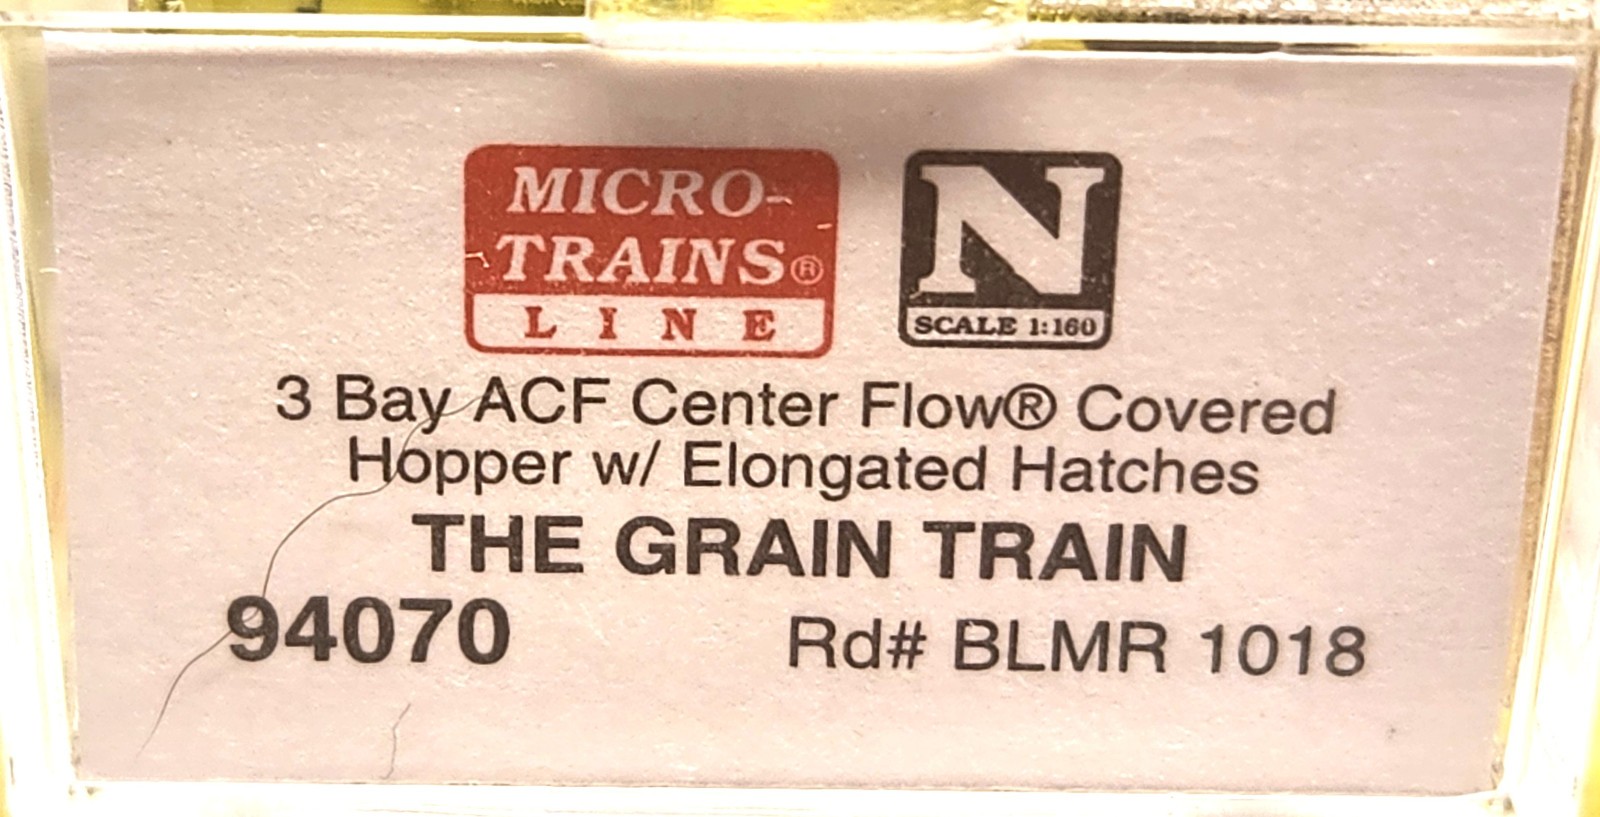 MICRO-
TRAINS®
LINE
N
SCALE 1:160
3 Bay ACF Center Flow® Covered
Hopper w/ Elongated Hatches
THE GRAIN TRAIN
94070 Rd# BLMR 1018